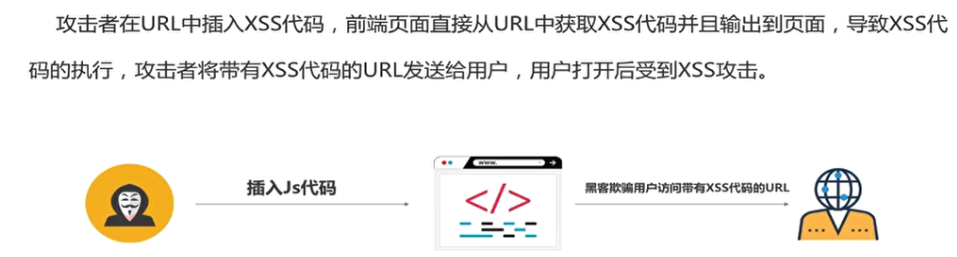 攻击者在URL中插入XSS代码，前端页面直接从URL中获取XSS代码并且输出到页面，导致XSS代
码的执行，攻击者将带有XSS代码的URL发送给用户，用户打开后受到XSS攻击。
插入Js代码
www.
黑客欺骗用户访问带有XSS代码的URL